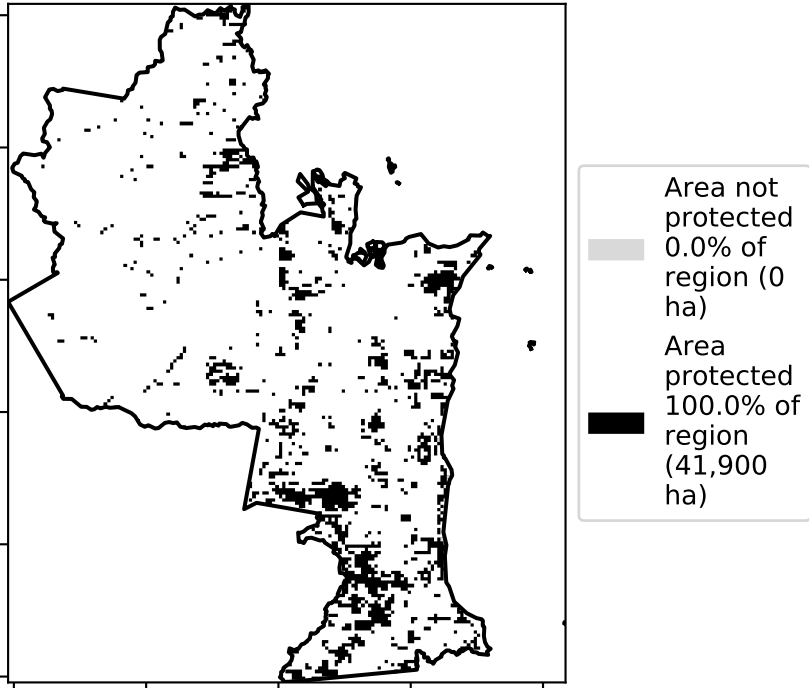 Area not
protected
0.0% of
region (0
ha)
Area
protected
100.0% of
region
(41,900
ha)